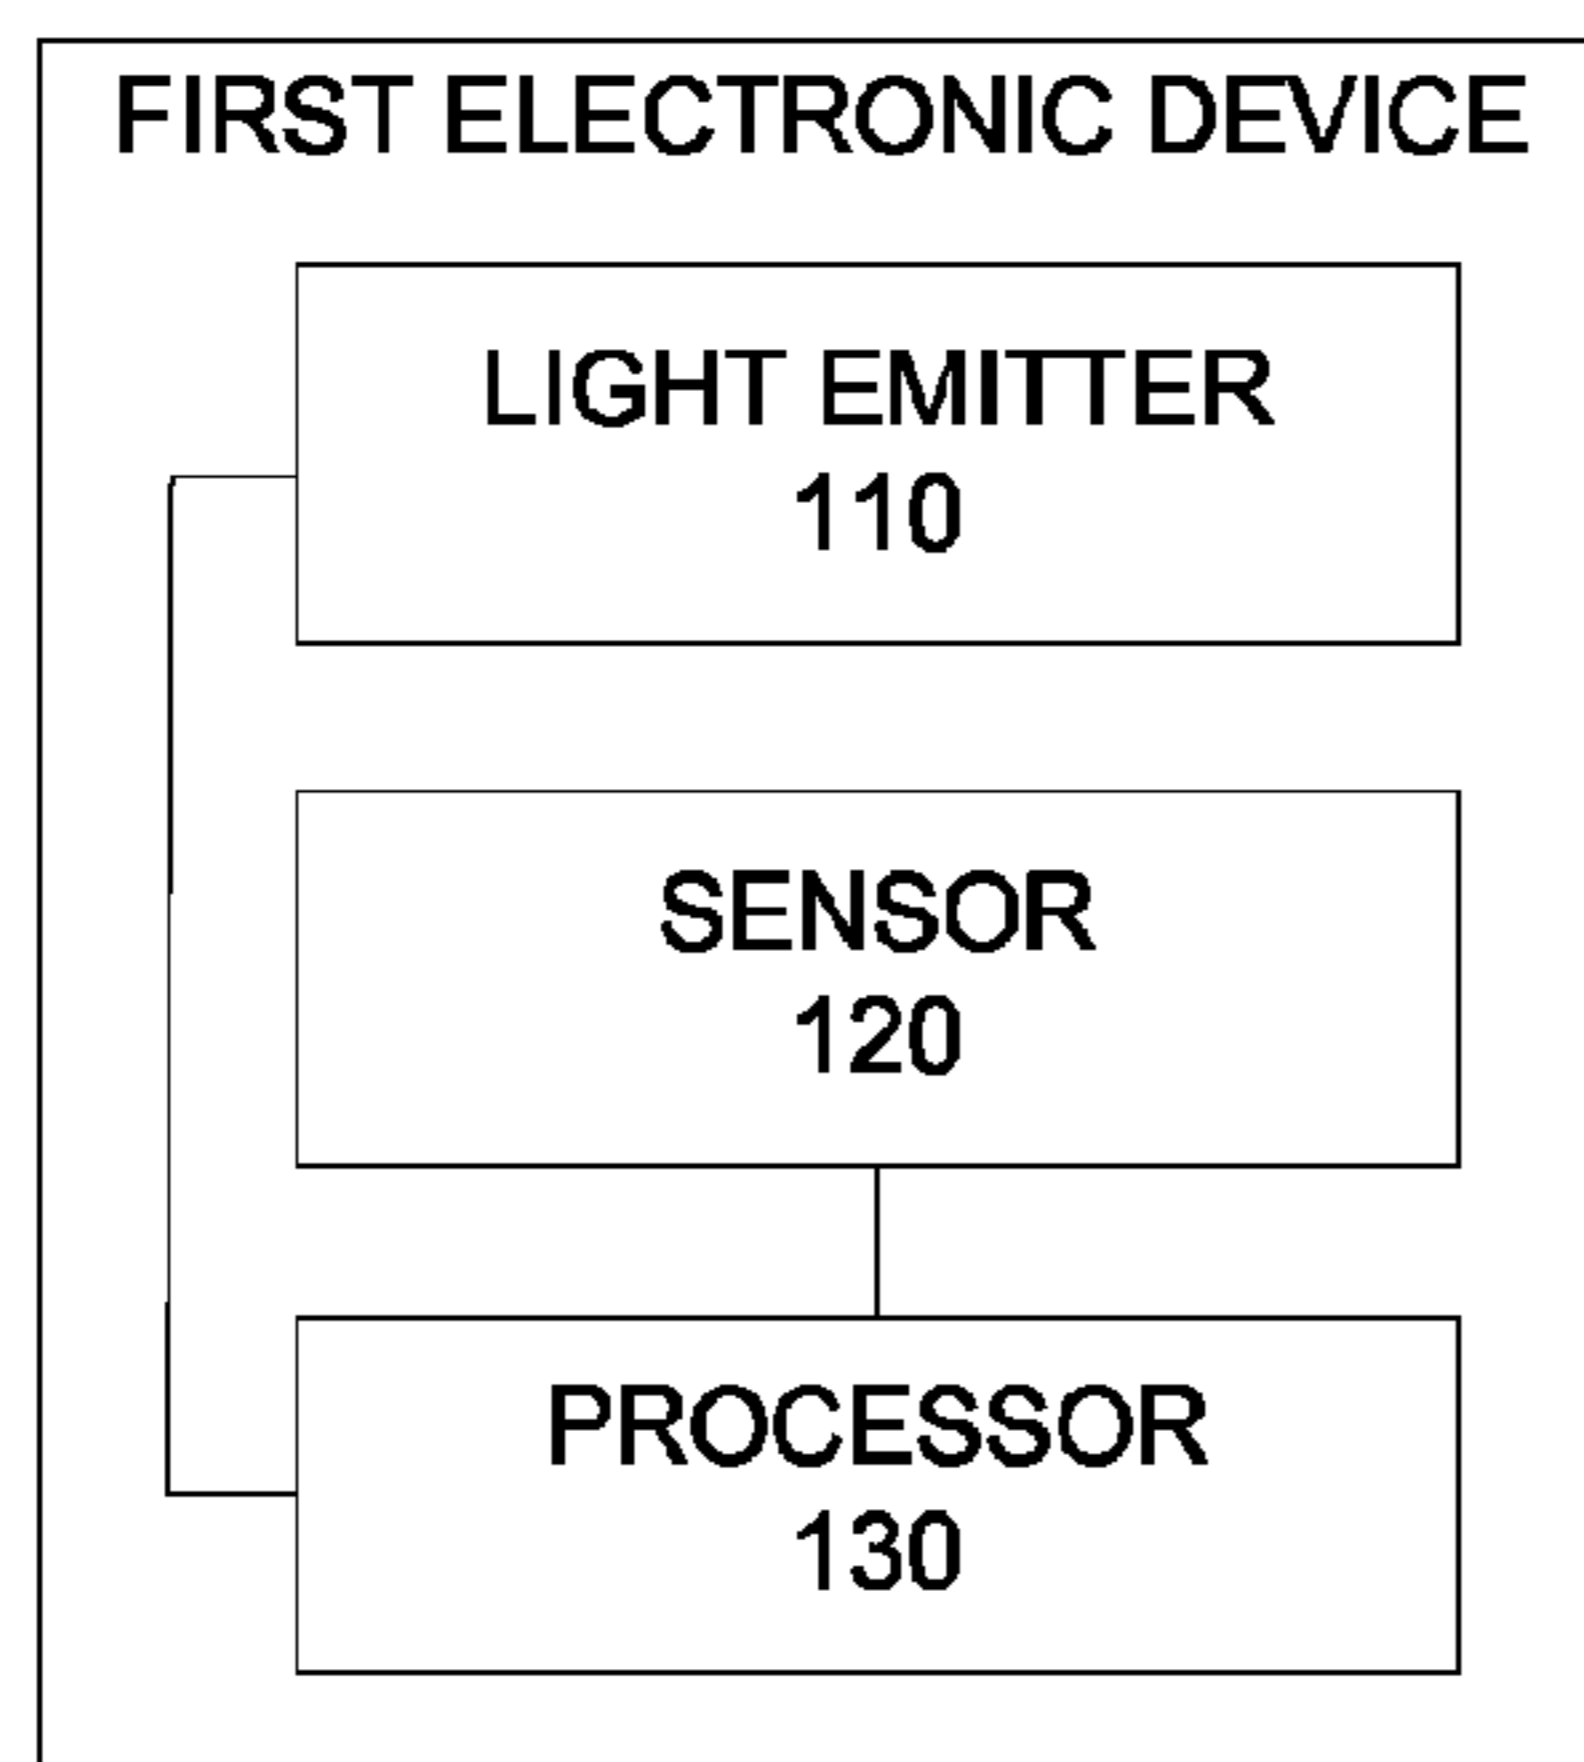 FIRST ELECTRONIC DEVICE
LIGHT EMITTER
110
SENSOR
120
PROCESSOR
130